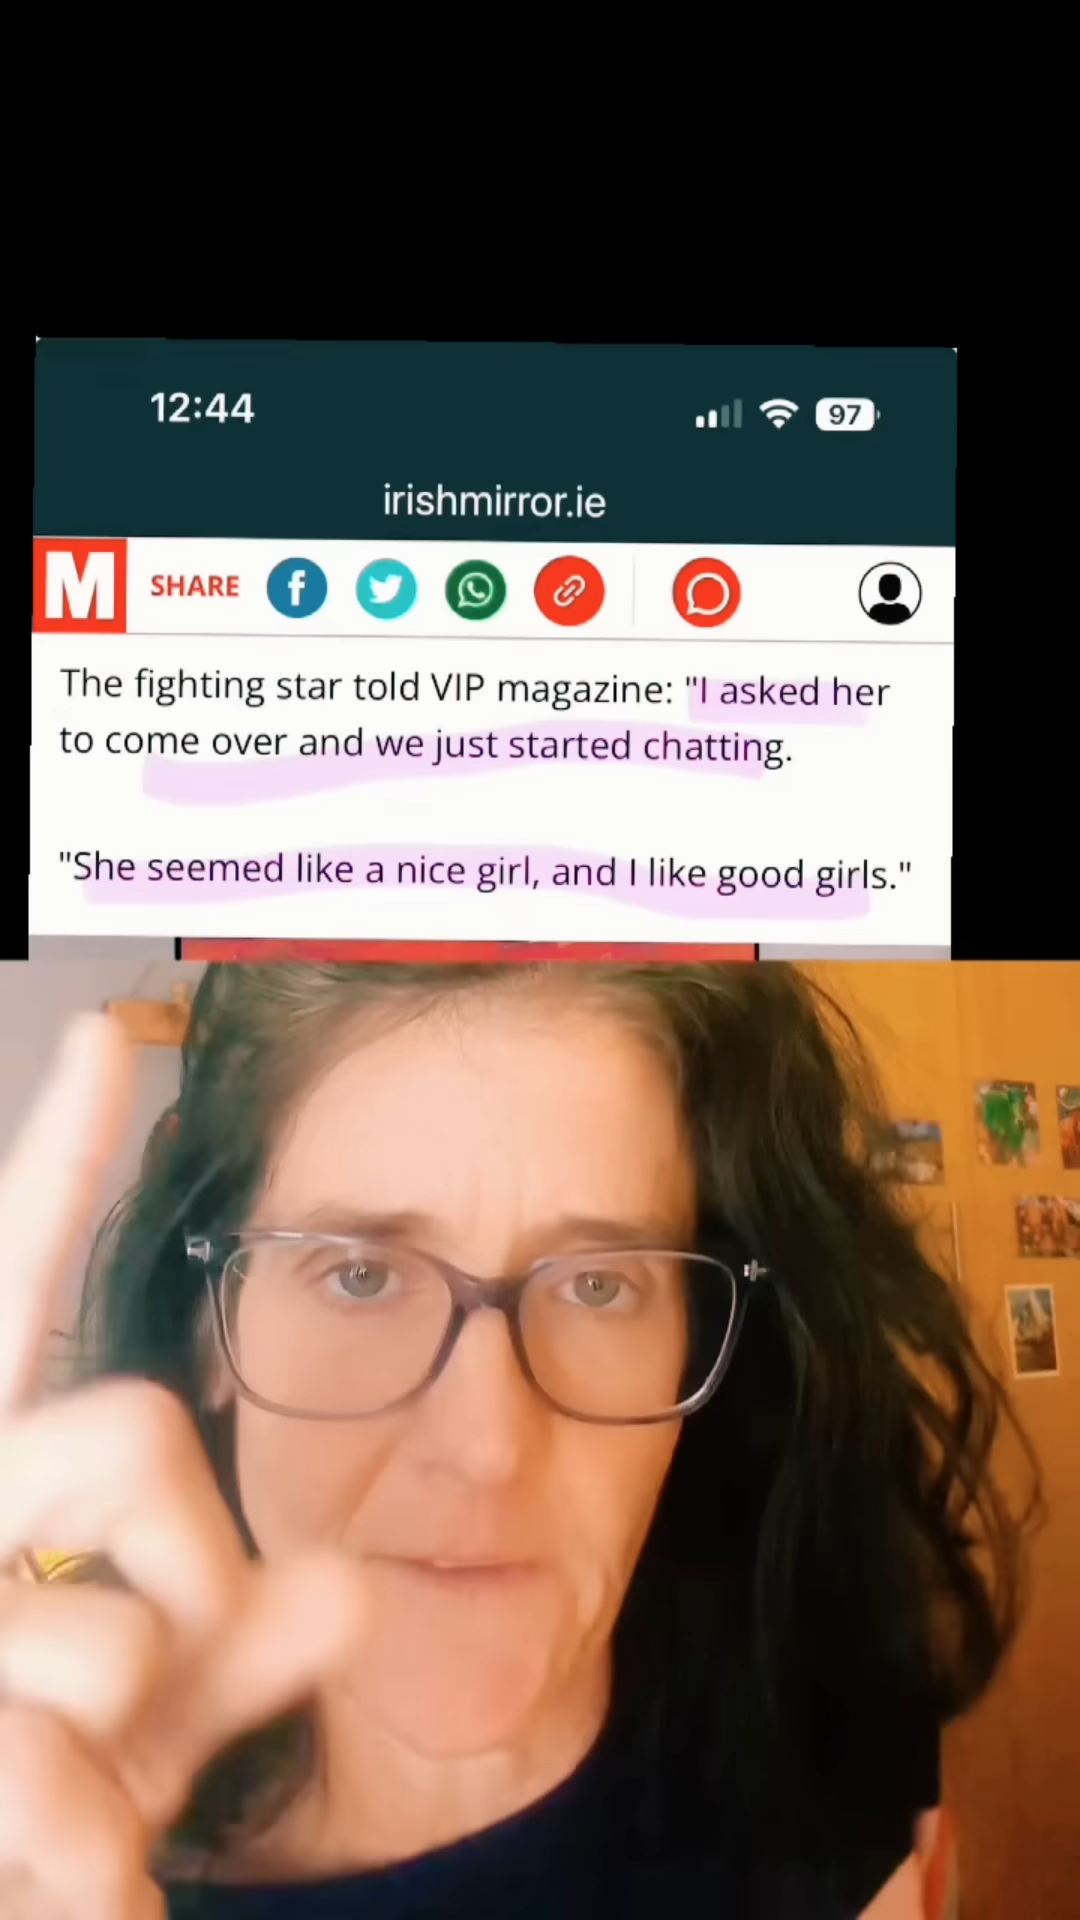 12:44
97
irishmirror.ie
M SHARE f
The fighting star told VIP magazine: "I asked her
to come over and we just started chatting.
"She seemed like a nice girl, and I like good girls."